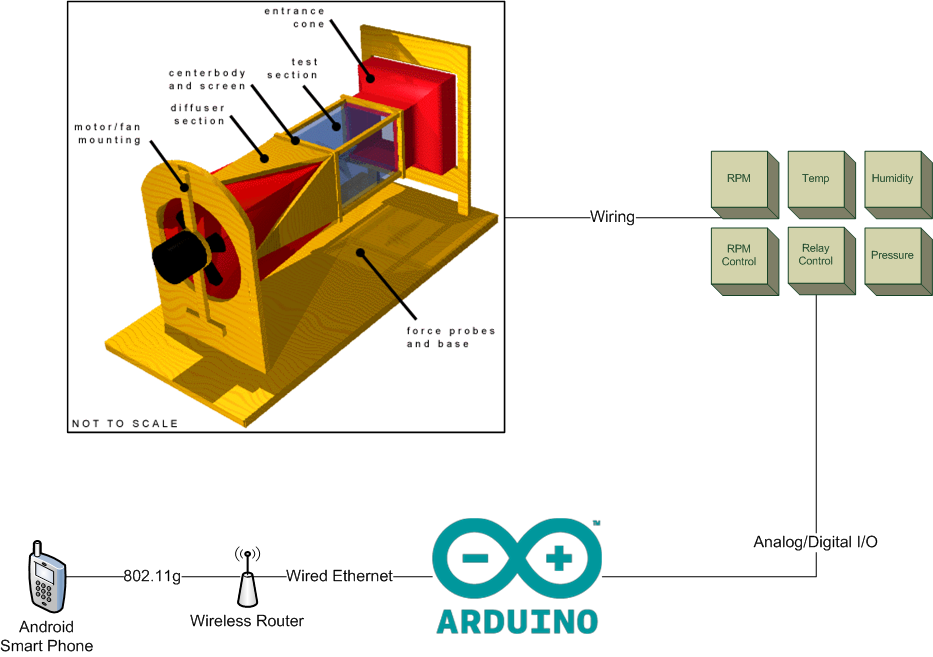 entrance
cone
test
section
centerbody
and screen
diffuser
section
motor/fan
mounting
force probes
and base
NOT TO SCALE
Wiring
RPM
Temp
Humidity
RPM
Control
Relay
Control
Pressure
Analog/Digital I/O
802.11g
Wired Ethernet
Wireless Router
Android
Smart Phone
TM
ARDUINO